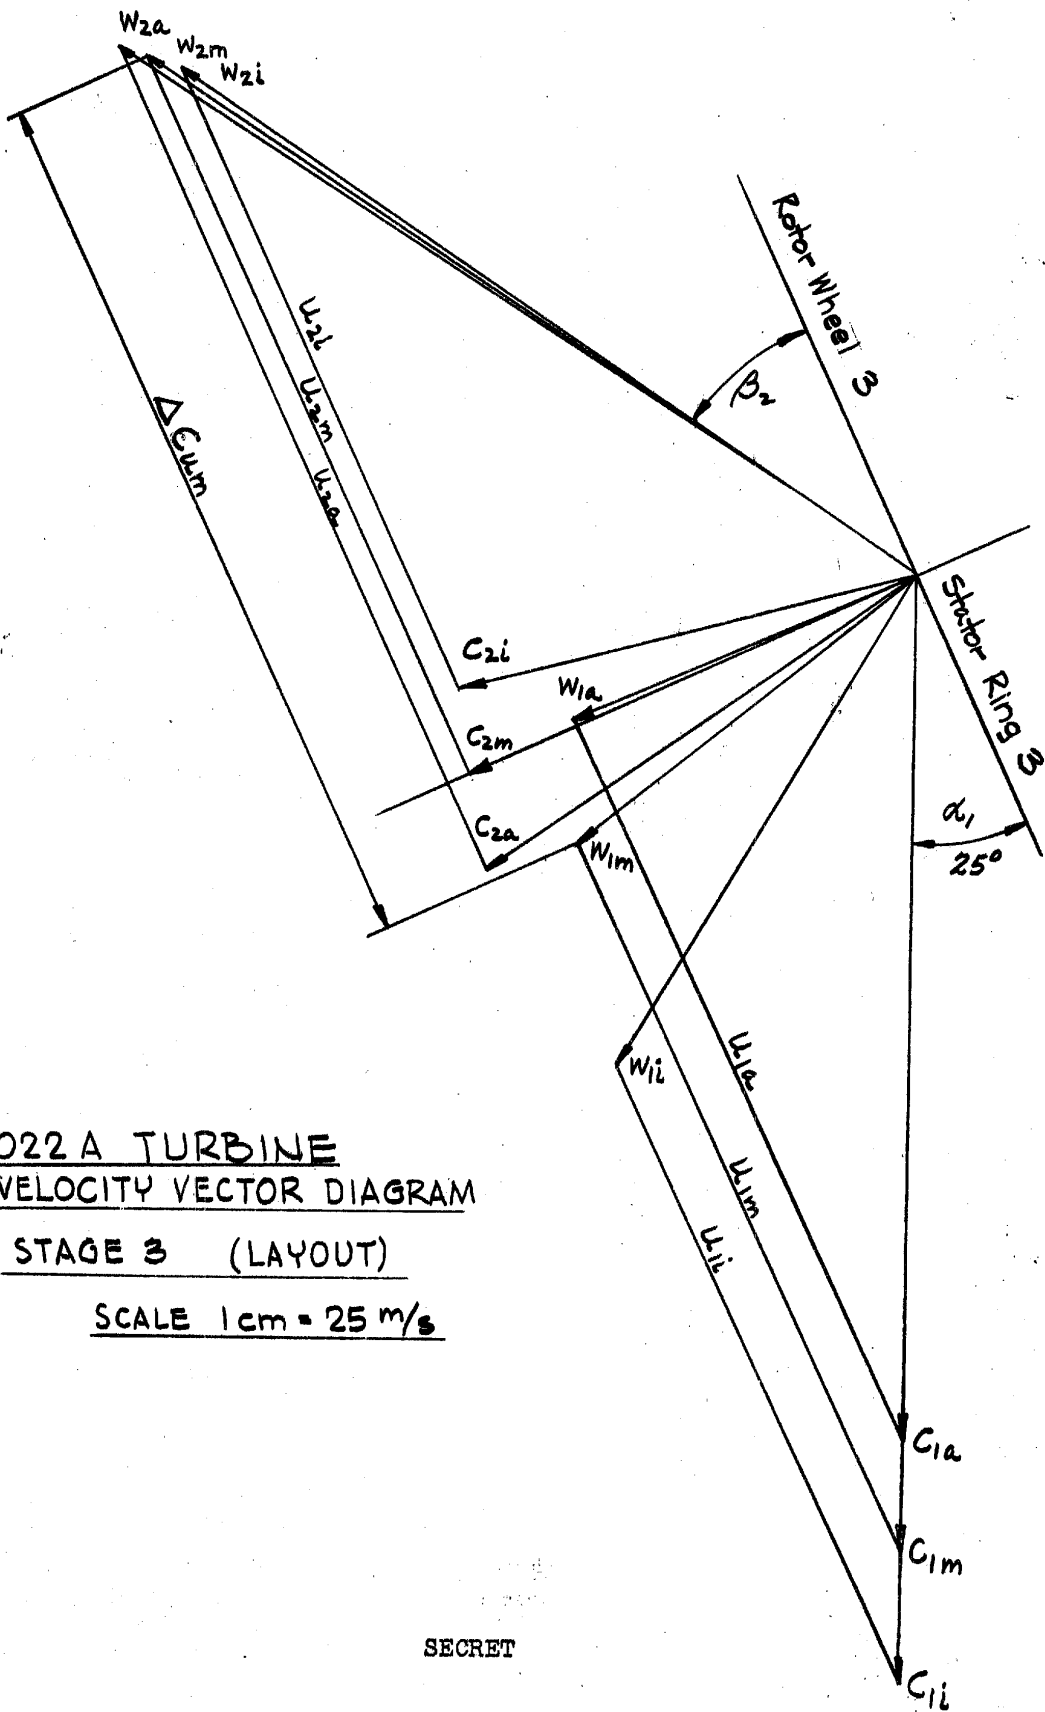 W2a
W2m
W2i
Rotor Wheel 3
β2
u2i
u2m
u2a
ΔCum
Stator Ring 3
C2i
W1a
C2m
C2a
W1m
α1
25°
W1i
u1a
u1m
u1i
022 A TURBINE
VELOCITY VECTOR DIAGRAM
STAGE 3 (LAYOUT)
SCALE 1cm = 25 m/s
C1a
C1m
C1i
SECRET